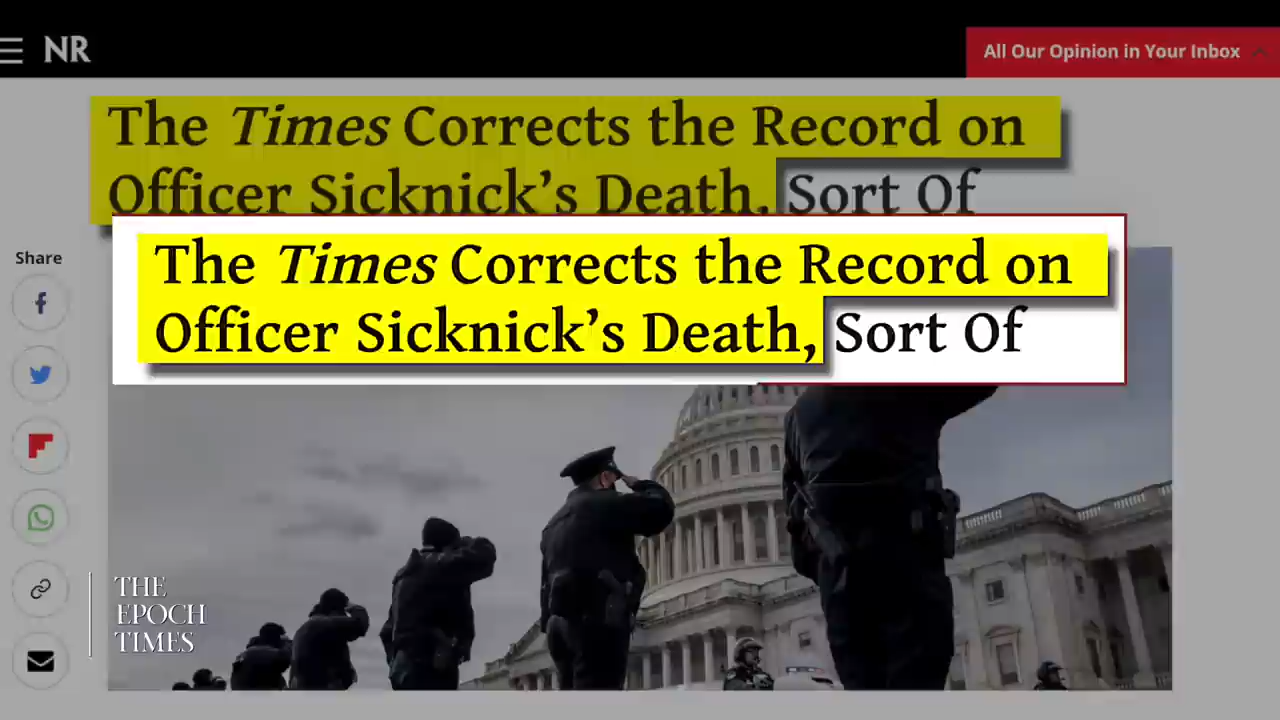 NR
All Our Opinion in Your Inbox
The Times Corrects the Record on
Officer Sicknick's Death, Sort Of
The Times Corrects the Record on
Officer Sicknick's Death, Sort Of
Share
THE
EPOCH
TIMES